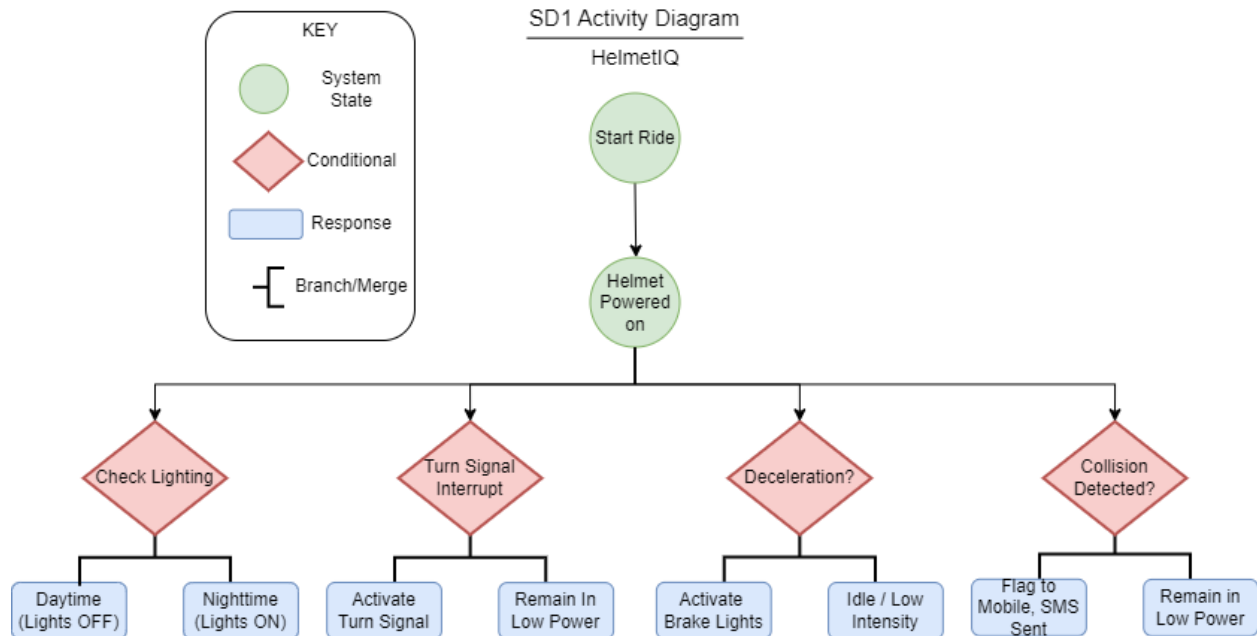 SD1 Activity Diagram
HelmetIQ
KEY
System
State
Conditional
Response
Branch/Merge
Start Ride
Helmet
Powered
on
Check Lighting
Turn Signal
Interrupt
Deceleration?
Collision
Detected?
Daytime
(Lights OFF)
Nighttime
(Lights ON)
Activate
Turn Signal
Remain In
Low Power
Activate
Brake Lights
Idle / Low
Intensity
Flag to
Mobile, SMS
Sent
Remain in
Low Power